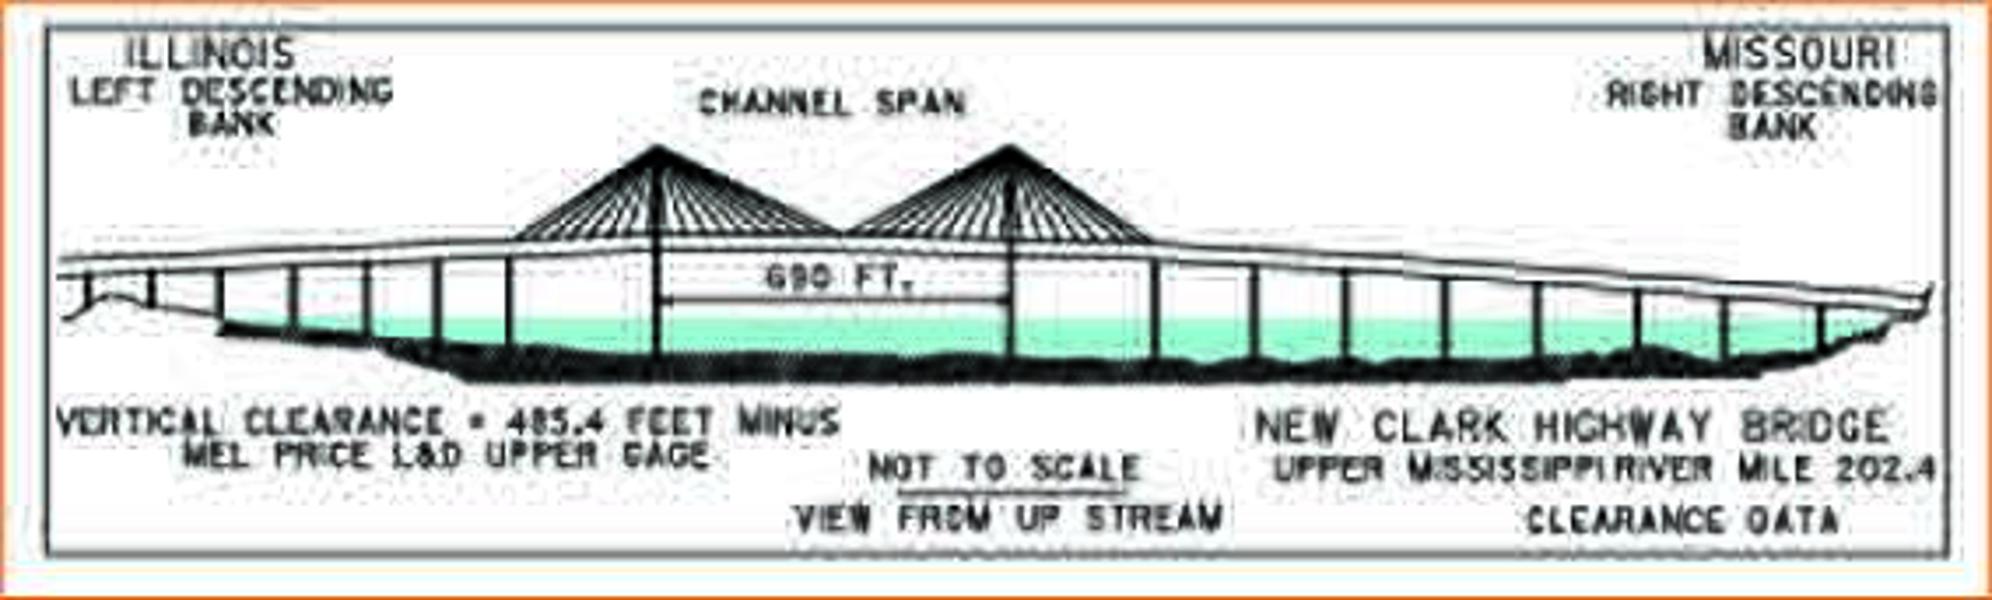 ILLINOIS
LEFT DESCENDING
BANK
CHANNEL SPAN
MISSOURI
RIGHT DESCENDING
BANK
690 FT.
VERTICAL CLEARANCE = 485.4 FEET MINUS
MEL PRICE L&D UPPER GAGE
NOT TO SCALE
VIEW FROM UP STREAM
NEW CLARK HIGHWAY BRIDGE
UPPER MISSISSIPPI RIVER MILE 202.4
CLEARANCE DATA